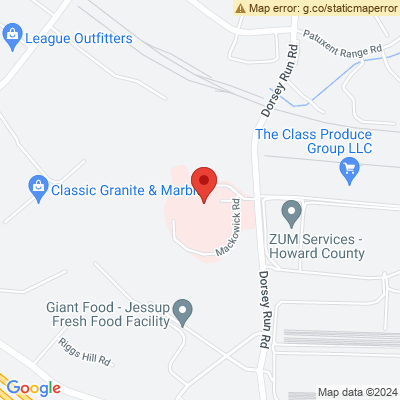 Map error: g.co/staticmaperror
League Outfitters
Patuxent Range Rd
Dorsey Run Rd
The Class Produce
Group LLC
Classic Granite & Marbl
Mackowick Rd
ZUM Services -
Howard County
Dorsey Run Rd
Giant Food - Jessup
Fresh Food Facility
Riggs Hill Rd
Google
Map data ©2024